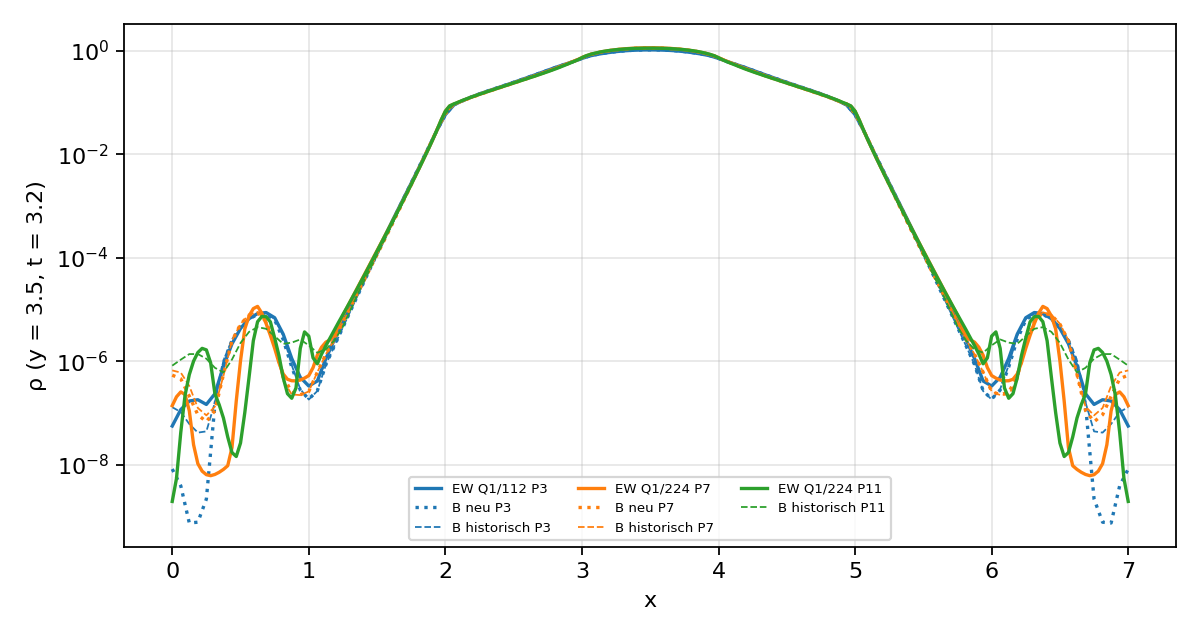 10⁰
10⁻²
10⁻⁴
10⁻⁶
10⁻⁸
ρ (y = 3.5, t = 3.2)
EW Q1/112 P3
B neu P3
B historisch P3
EW Q1/224 P7
B neu P7
B historisch P7
EW Q1/224 P11
B historisch P11
0 1 2 3 4 5 6 7
x